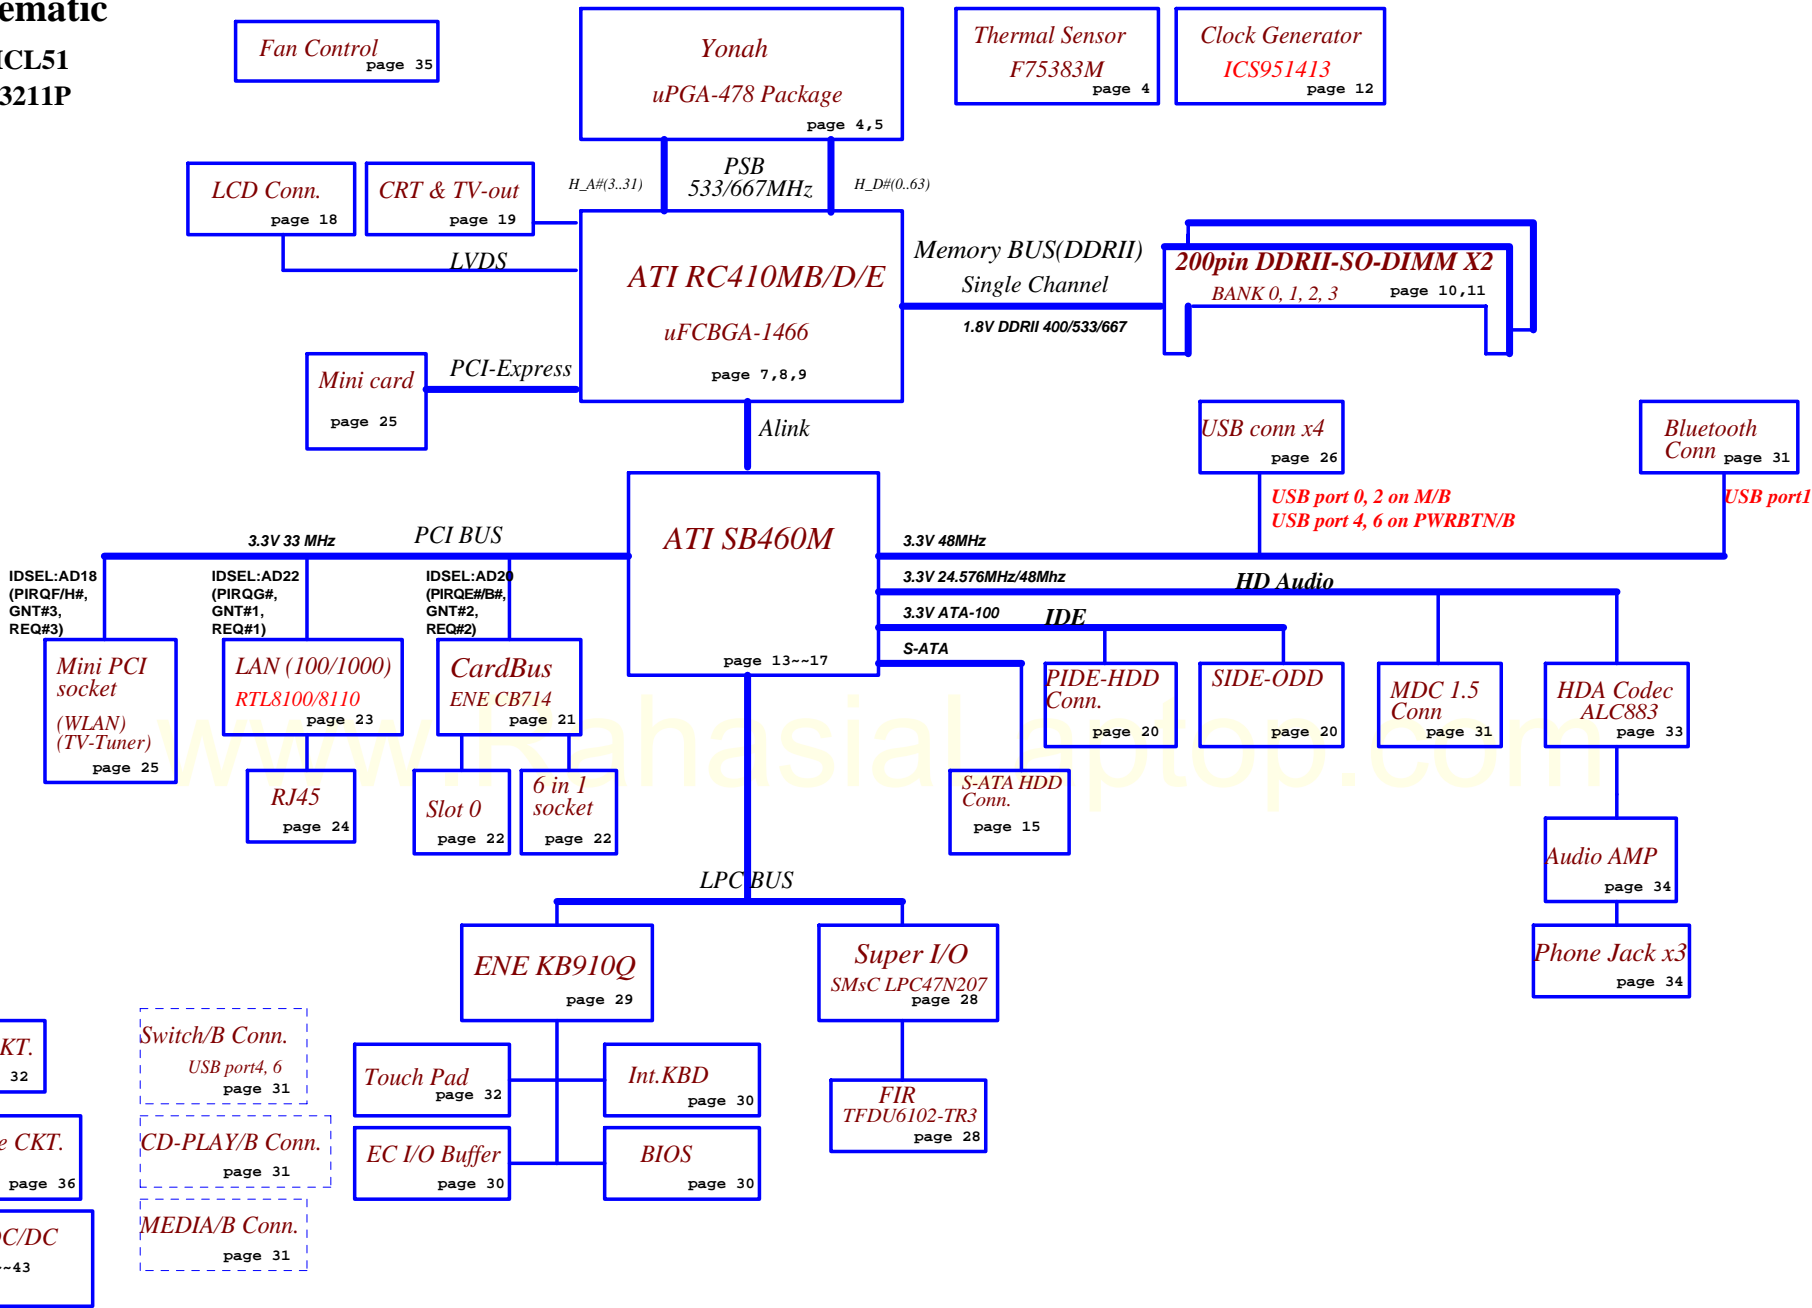 ematic
ICL51
3211P
Fan Control
page 35
Yonah
uPGA-478 Package
page 4,5
Thermal Sensor
F75383M
page 4
Clock Generator
ICS951413
page 12
LCD Conn.
page 18
CRT & TV-out
page 19
H_A#(3..31)
PSB
533/667MHz
H_D#(0..63)
LVDS
ATI RC410MB/D/E
uFCBGA-1466
page 7,8,9
Memory BUS(DDRII)
Single Channel
1.8V DDRII 400/533/667
200pin DDRII-SO-DIMM X2
BANK 0, 1, 2, 3
page 10,11
Mini card
page 25
PCI-Express
Alink
USB conn x4
page 26
USB port 0, 2 on M/B
USB port 4, 6 on PWRBTN/B
Bluetooth
Conn
page 31
USB port1
ATI SB460M
page 13~~17
3.3V 33 MHz
PCI BUS
3.3V 48MHz
3.3V 24.576MHz/48Mhz
HD Audio
3.3V ATA-100
IDE
S-ATA
IDSEL:AD18
(PIRQF/H#,
GNT#3,
REQ#3)
IDSEL:AD22
(PIRQG#,
GNT#1,
REQ#1)
IDSEL:AD20
(PIRQE#/B#,
GNT#2,
REQ#2)
Mini PCI
socket
(WLAN)
(TV-Tuner)
page 25
LAN (100/1000)
RTL8100/8110
page 23
CardBus
ENE CB714
page 21
PIDE-HDD
Conn.
page 20
SIDE-ODD
page 20
MDC 1.5
Conn
page 31
HDA Codec
ALC883
page 33
www.RahasiaLaptop.com
RJ45
page 24
Slot 0
page 22
6 in 1
socket
page 22
S-ATA HDD
Conn.
page 15
Audio AMP
page 34
Phone Jack x3
page 34
LPC BUS
ENE KB910Q
page 29
Super I/O
SMsC LPC47N207
page 28
KT.
32
Switch/B Conn.
USB port4, 6
page 31
Touch Pad
page 32
Int.KBD
page 30
FIR
TFDU6102-TR3
page 28
e CKT.
page 36
CD-PLAY/B Conn.
page 31
EC I/O Buffer
page 30
BIOS
page 30
C/DC
~43
MEDIA/B Conn.
page 31